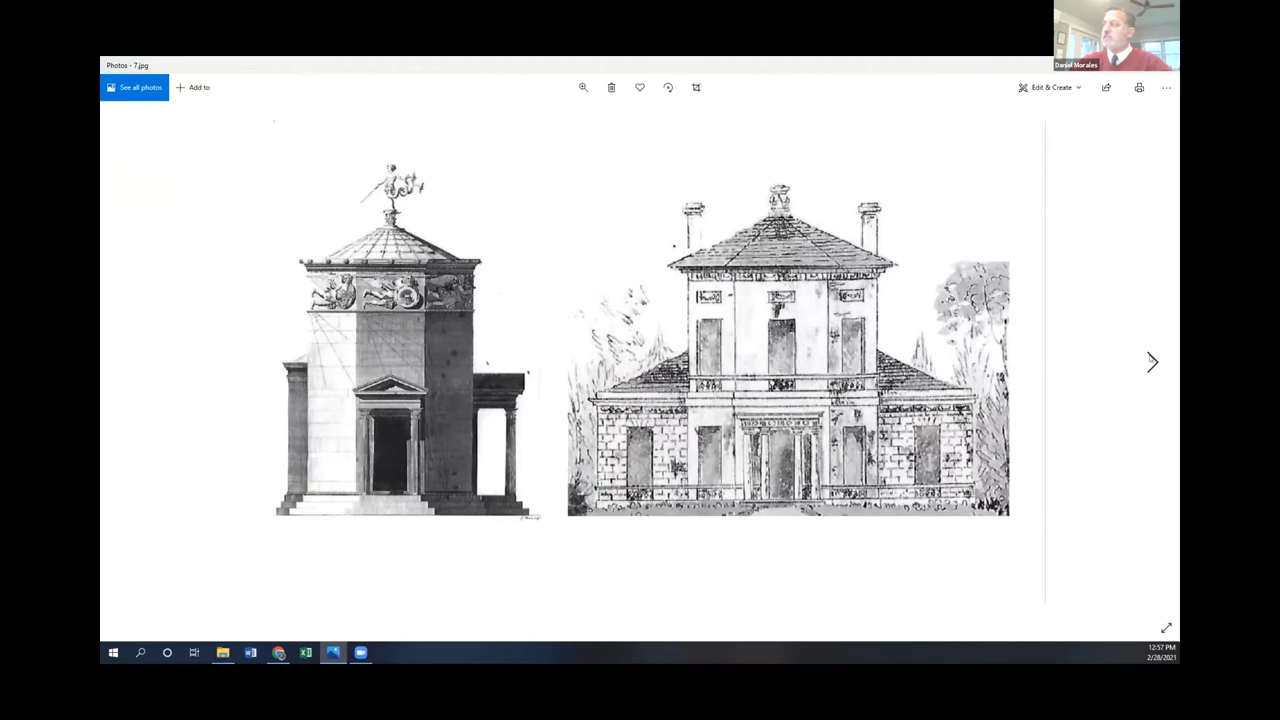 Daniel Morales
Photos - 7.jpg
See all photos
Add to
Edit & Create
12:57 PM
2/28/2021